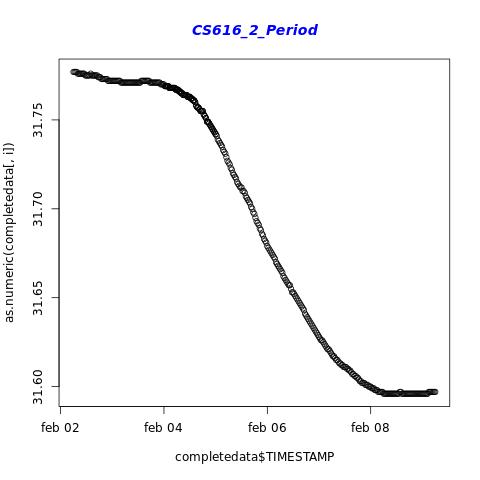 CS616_2_Period
as.numeric(completedata[, i])
31.75
31.70
31.65
31.60
feb 02 feb 04 feb 06 feb 08
completedata$TIMESTAMP